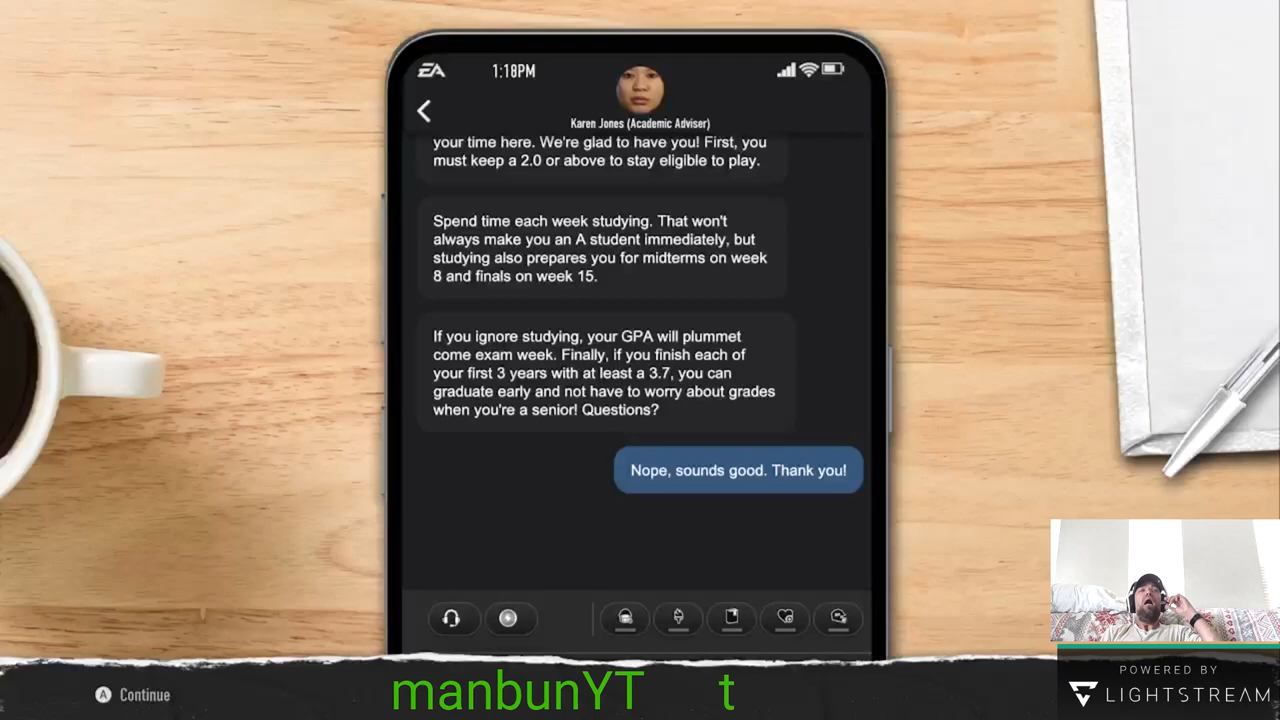 EA
1:18PM
Karen Jones (Academic Adviser)
your time here. We're glad to have you! First, you
must keep a 2.0 or above to stay eligible to play.
Spend time each week studying. That won't
always make you an A student immediately, but
studying also prepares you for midterms on week
8 and finals on week 15.
If you ignore studying, your GPA will plummet
come exam week. Finally, if you finish each of
your first 3 years with at least a 3.7, you can
graduate early and not have to worry about grades
when you're a senior! Questions?
Nope, sounds good. Thank you!
A Continue
manbunYT t
POWERED BY
LIGHTSTREAM